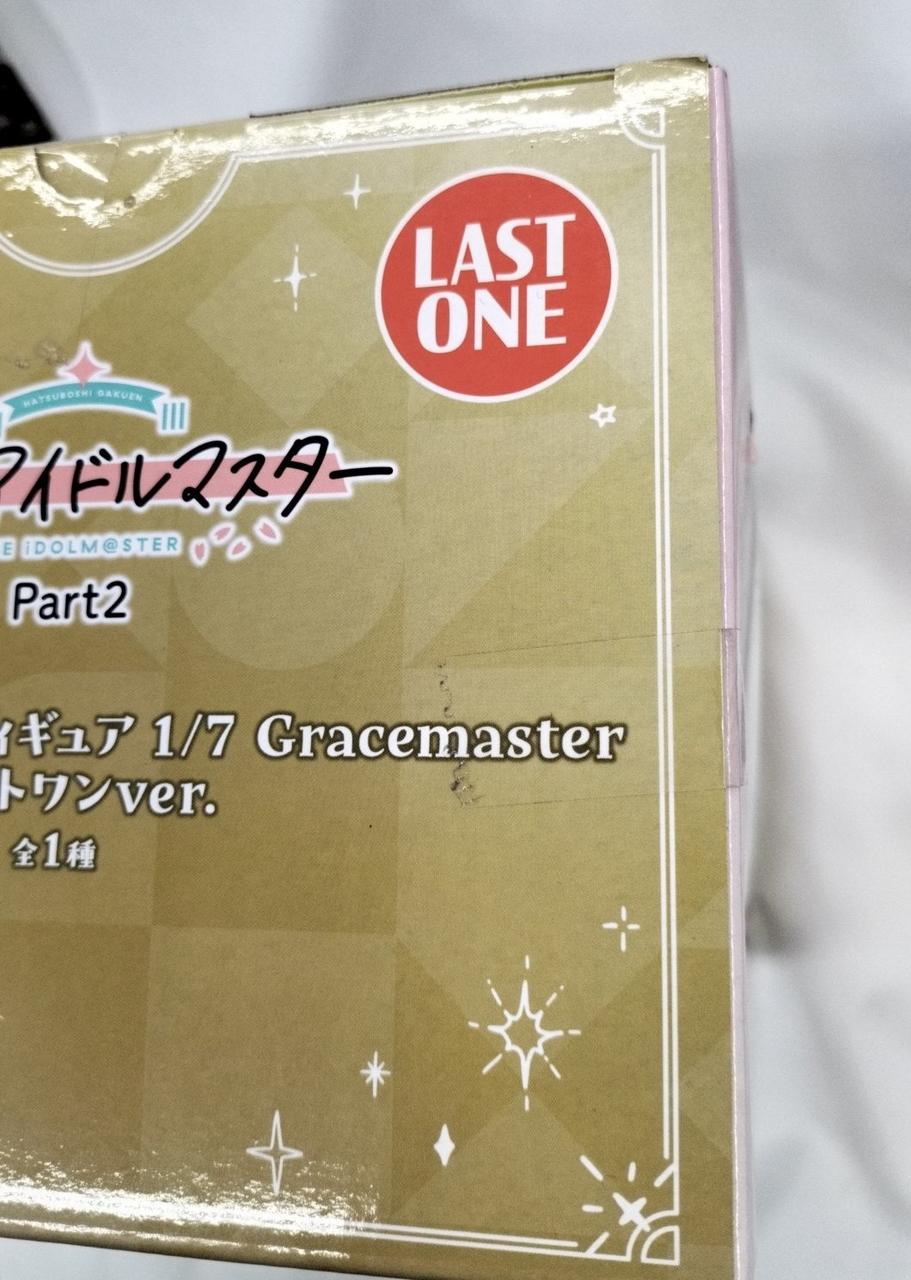 LAST
ONE
HATSUBOSHI GAKUEN
アイドルマスター
E iDOLM@STER
Part2
ィギュア 1/7 Gracemaster
トワンver.
全1種